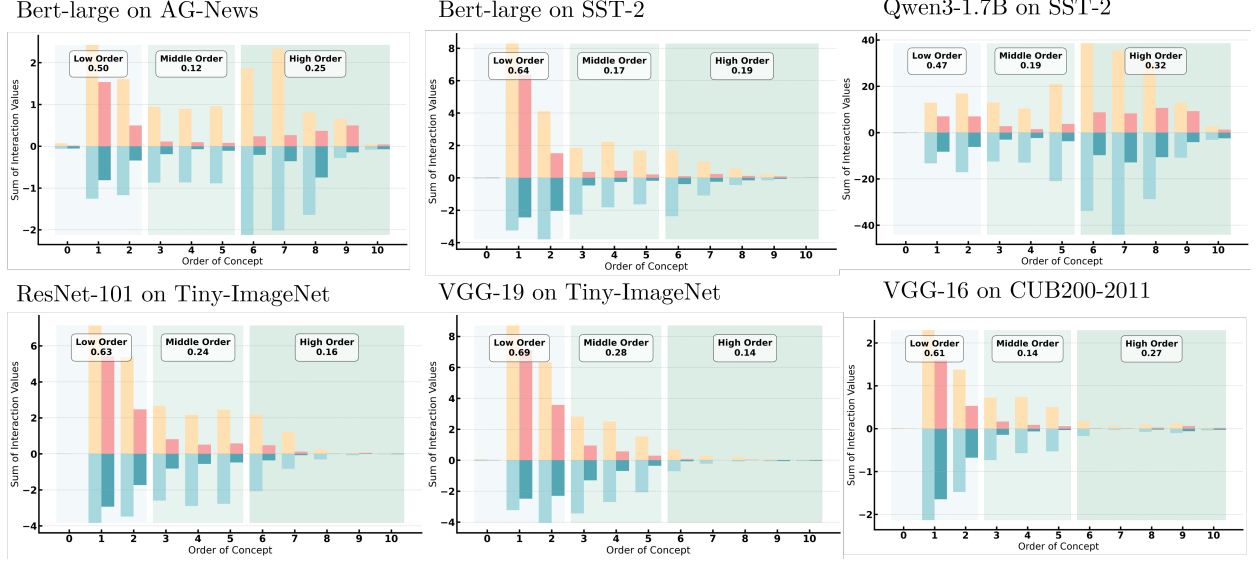 Bert-large on AG-News
Sum of Interaction Values
2
1
0
−1
−2
Low Order
0.50
Middle Order
0.12
High Order
0.25
0 1 2 3 4 5 6 7 8 9 10
Order of Concept
Bert-large on SST-2
Sum of Interaction Values
8
6
4
2
0
−2
−4
Low Order
0.64
Middle Order
0.17
High Order
0.19
0 1 2 3 4 5 6 7 8 9 10
Order of Concept
Qwen3-1.7B on SST-2
Sum of Interaction Values
40
20
0
−20
−40
Low Order
0.47
Middle Order
0.19
High Order
0.32
0 1 2 3 4 5 6 7 8 9 10
Order of Concept
ResNet-101 on Tiny-ImageNet
Sum of Interaction Values
6
4
2
0
−2
−4
Low Order
0.63
Middle Order
0.24
High Order
0.16
0 1 2 3 4 5 6 7 8 9 10
Order of Concept
VGG-19 on Tiny-ImageNet
Sum of Interaction Values
8
6
4
2
0
−2
−4
Low Order
0.69
Middle Order
0.28
High Order
0.14
0 1 2 3 4 5 6 7 8 9 10
Order of Concept
VGG-16 on CUB200-2011
Sum of Interaction Values
2
1
0
−1
−2
Low Order
0.61
Middle Order
0.14
High Order
0.27
0 1 2 3 4 5 6 7 8 9 10
Order of Concept